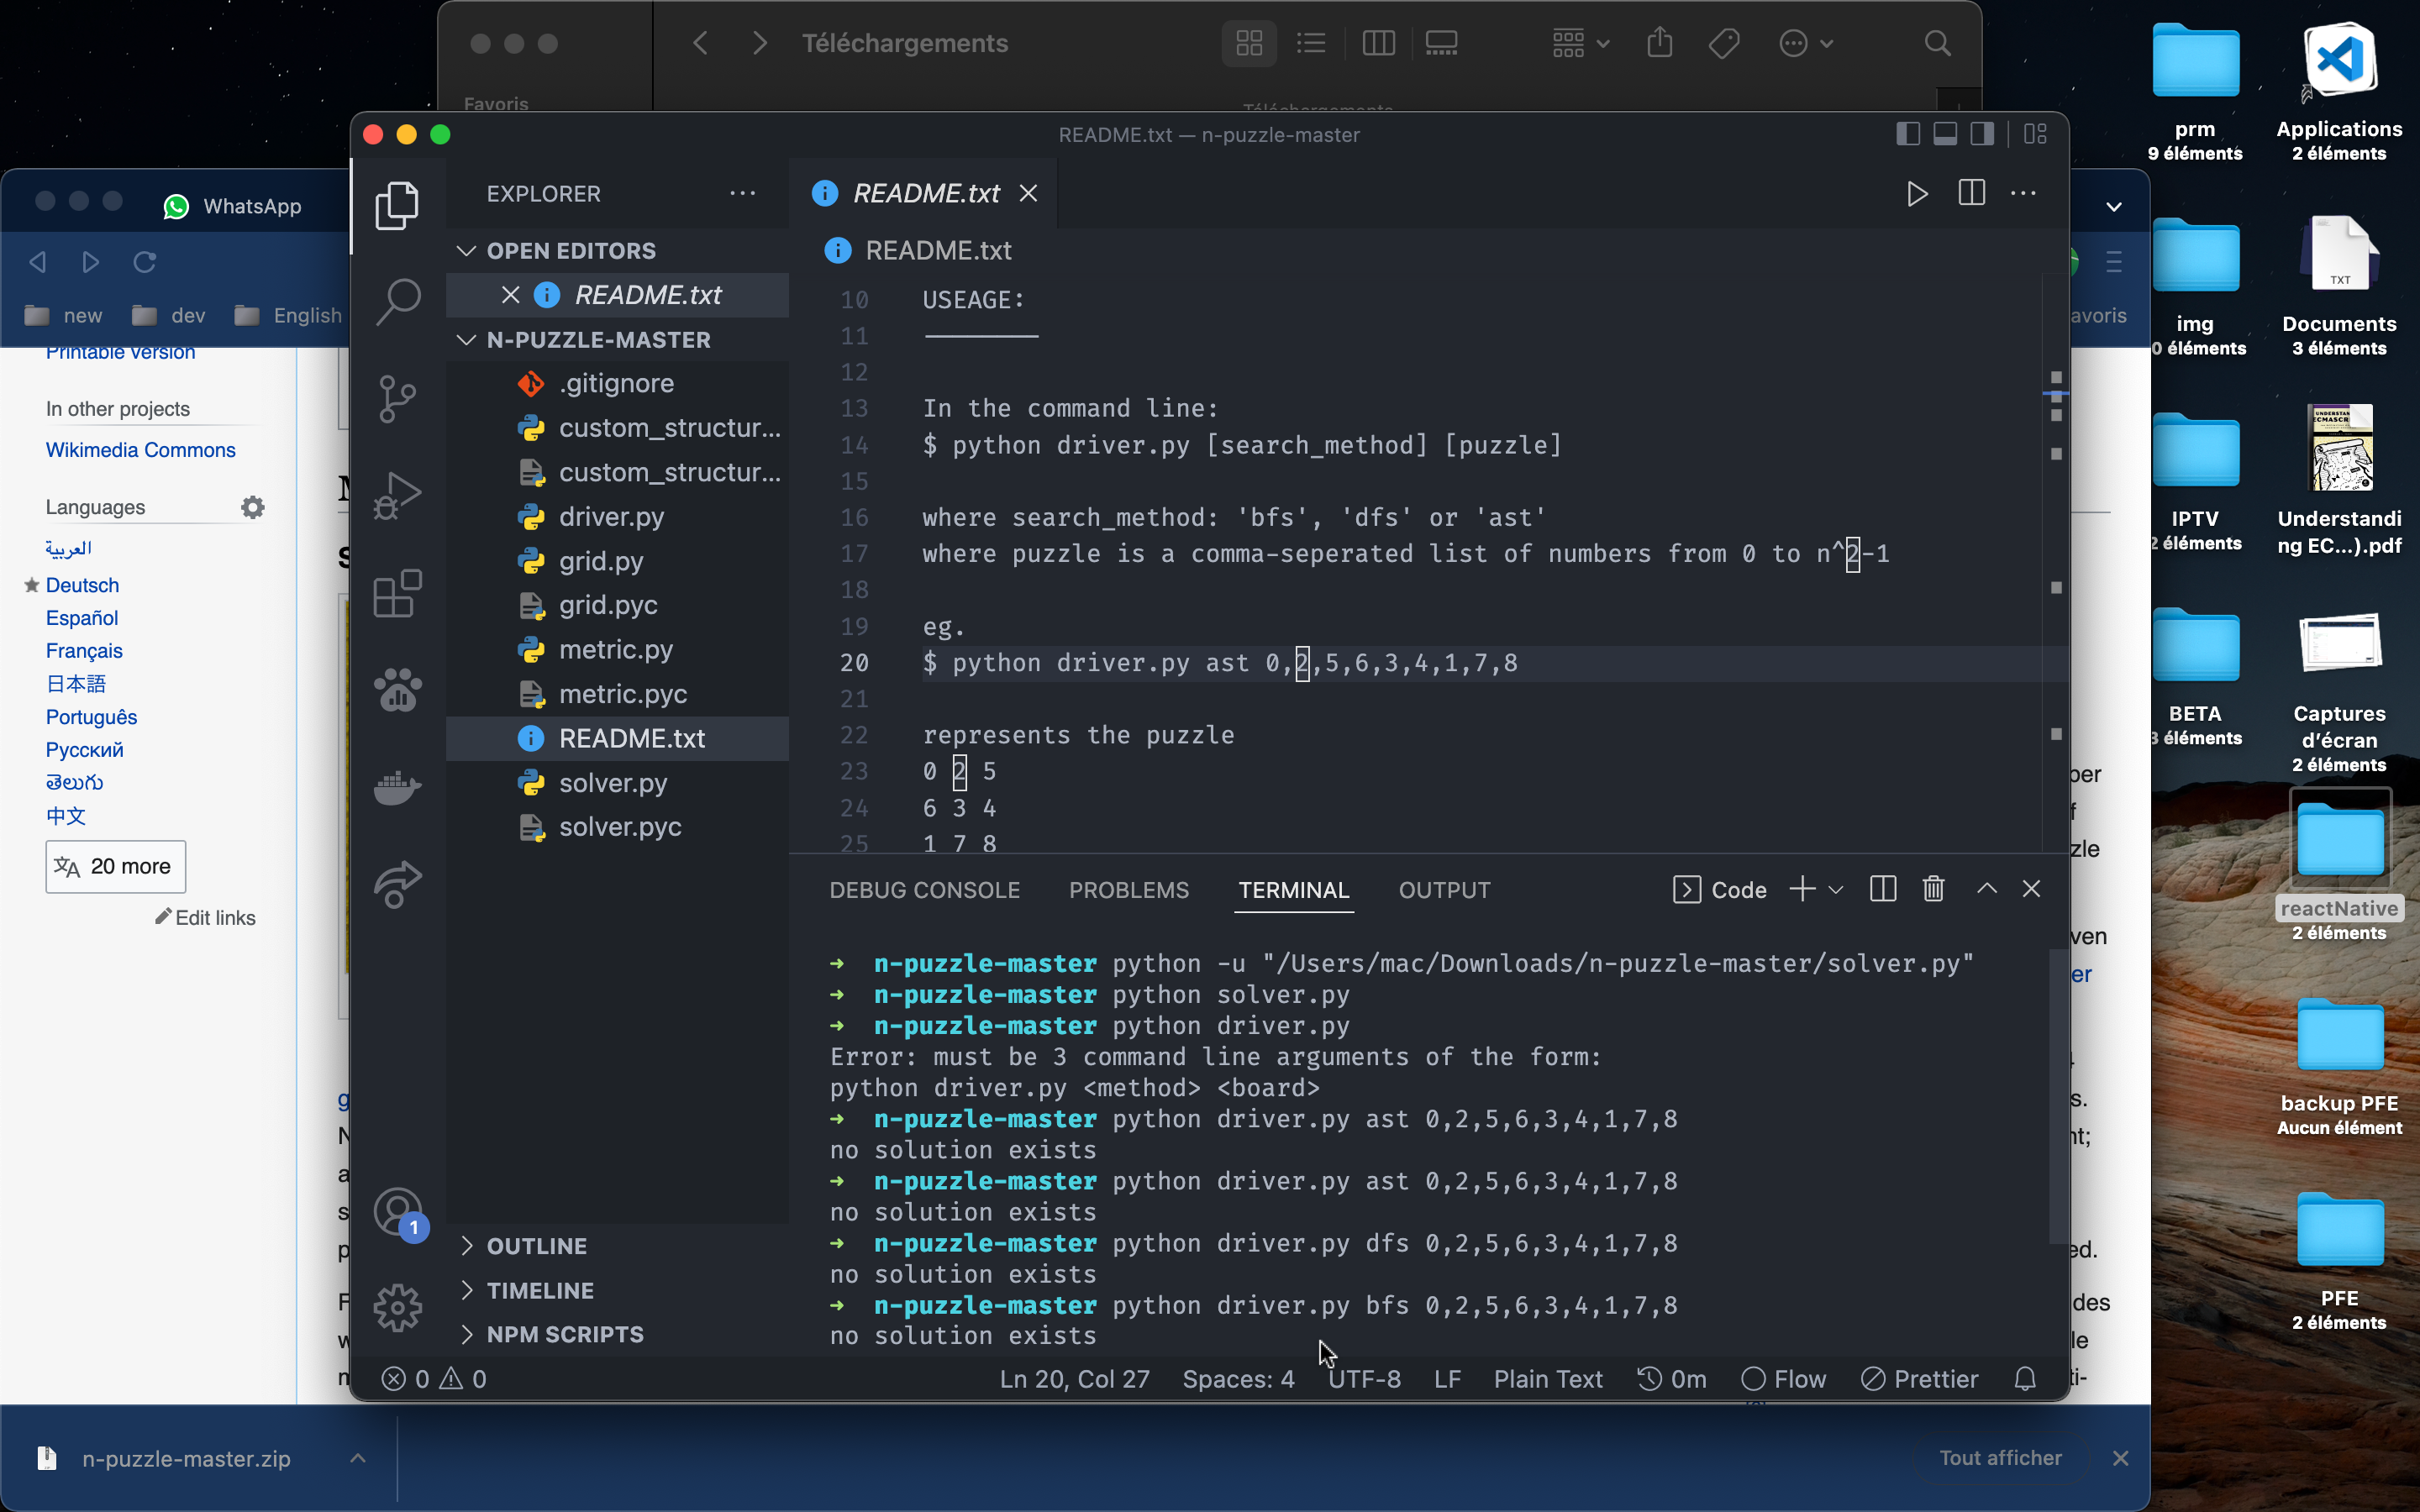 Téléchargements
Favoris
README.txt — n-puzzle-master
WhatsApp
new
dev
English
avoris
Printable version
In other projects
Wikimedia Commons
Languages
العربية
Deutsch
Español
Français
日本語
Português
Русский
తెలుగు
中文
20 more
Edit links
EXPLORER
OPEN EDITORS
README.txt
N-PUZZLE-MASTER
.gitignore
custom_structur...
custom_structur...
driver.py
grid.py
grid.pyc
metric.py
metric.pyc
README.txt
solver.py
solver.pyc
OUTLINE
TIMELINE
NPM SCRIPTS
1
README.txt
README.txt
10 USEAGE:
11 ————————
12
13 In the command line:
14 $ python driver.py [search_method] [puzzle]
15
16 where search_method: 'bfs', 'dfs' or 'ast'
17 where puzzle is a comma-seperated list of numbers from 0 to n^2-1
18
19 eg.
20 $ python driver.py ast 0,2,5,6,3,4,1,7,8
21
22 represents the puzzle
23 0 2 5
24 6 3 4
25 1 7 8
DEBUG CONSOLE PROBLEMS TERMINAL OUTPUT Code
➜ n-puzzle-master python -u "/Users/mac/Downloads/n-puzzle-master/solver.py"
➜ n-puzzle-master python solver.py
➜ n-puzzle-master python driver.py
Error: must be 3 command line arguments of the form:
python driver.py <method> <board>
➜ n-puzzle-master python driver.py ast 0,2,5,6,3,4,1,7,8
no solution exists
➜ n-puzzle-master python driver.py ast 0,2,5,6,3,4,1,7,8
no solution exists
➜ n-puzzle-master python driver.py dfs 0,2,5,6,3,4,1,7,8
no solution exists
➜ n-puzzle-master python driver.py bfs 0,2,5,6,3,4,1,7,8
no solution exists
0 0 Ln 20, Col 27 Spaces: 4 UTF-8 LF Plain Text 0m Flow Prettier
n-puzzle-master.zip
Tout afficher
prm
9 éléments
Applications
2 éléments
img
0 éléments
TXT
Documents
3 éléments
IPTV
2 éléments
Understandi
ng EC...).pdf
BETA
3 éléments
Captures
d'écran
2 éléments
reactNative
2 éléments
backup PFE
Aucun élément
PFE
2 éléments